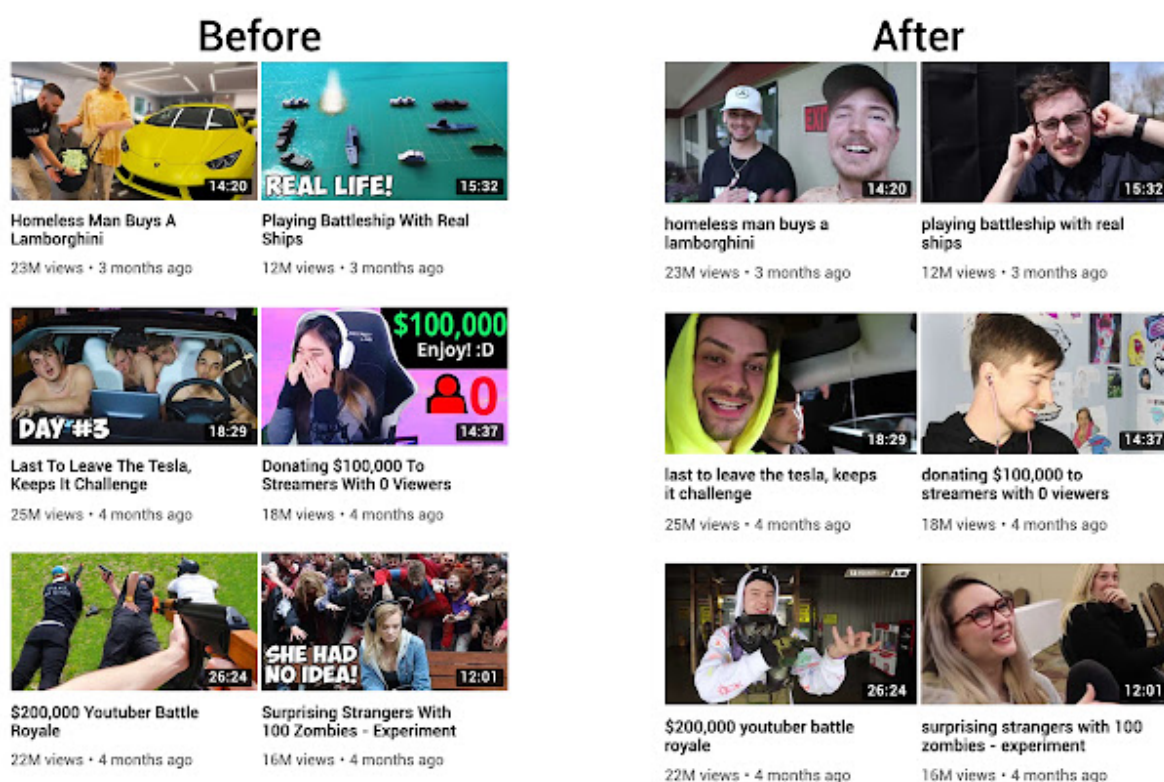 Before
REAL LIFE!
14:20
15:32
Homeless Man Buys A
Lamborghini
23M views • 3 months ago
Playing Battleship With Real
Ships
12M views • 3 months ago
$100,000
Enjoy! :D
0
DAY #3
18:29
14:37
Last To Leave The Tesla,
Keeps It Challenge
25M views • 4 months ago
Donating $100,000 To
Streamers With 0 Viewers
18M views • 4 months ago
SHE HAD
NO IDEA!
26:24
12:01
$200,000 Youtuber Battle
Royale
22M views • 4 months ago
Surprising Strangers With
100 Zombies - Experiment
16M views • 4 months ago
After
14:20
15:32
homeless man buys a
lamborghini
23M views • 3 months ago
playing battleship with real
ships
12M views • 3 months ago
18:29
14:37
last to leave the tesla, keeps
it challenge
25M views • 4 months ago
donating $100,000 to
streamers with 0 viewers
18M views • 4 months ago
26:24
12:01
$200,000 youtuber battle
royale
22M views • 4 months ago
surprising strangers with 100
zombies - experiment
16M views • 4 months ago